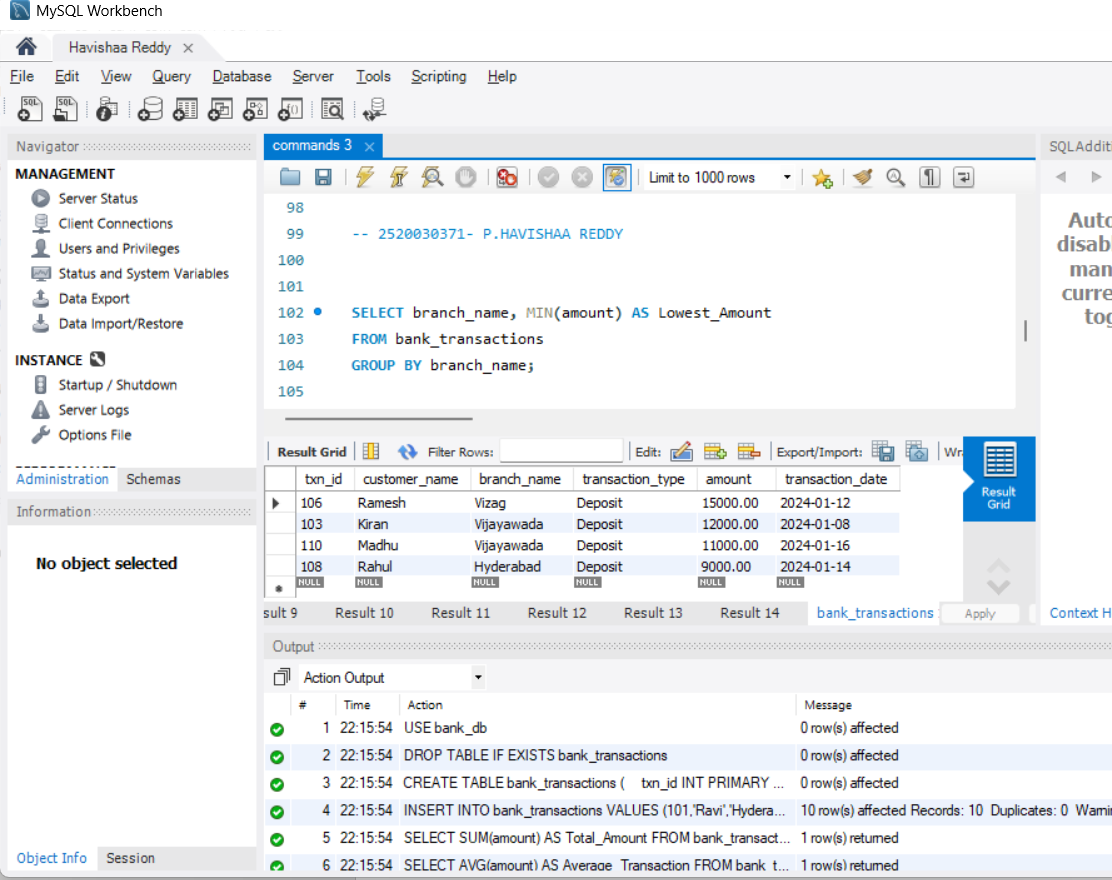 MySQL Workbench
Havishaa Reddy
File Edit View Query Database Server Tools Scripting Help
Navigator
MANAGEMENT
Server Status
Client Connections
Users and Privileges
Status and System Variables
Data Export
Data Import/Restore
INSTANCE
Startup / Shutdown
Server Logs
Options File
Administration Schemas
Information
No object selected
Object Info Session
commands 3
Limit to 1000 rows
98
99 -- 2520030371- P.HAVISHAA REDDY
100
101
102 SELECT branch_name, MIN(amount) AS Lowest_Amount
103 FROM bank_transactions
104 GROUP BY branch_name;
105
Result Grid Filter Rows: Edit: Export/Import: Wr
txn_id customer_name branch_name transaction_type amount transaction_date
106 Ramesh Vizag Deposit 15000.00 2024-01-12
103 Kiran Vijayawada Deposit 12000.00 2024-01-08
110 Madhu Vijayawada Deposit 11000.00 2024-01-16
108 Rahul Hyderabad Deposit 9000.00 2024-01-14
NULL NULL NULL NULL NULL NULL
Result Grid
sult 9 Result 10 Result 11 Result 12 Result 13 Result 14 bank_transactions Apply
Output
Action Output
# Time Action Message
1 22:15:54 USE bank_db 0 row(s) affected
2 22:15:54 DROP TABLE IF EXISTS bank_transactions 0 row(s) affected
3 22:15:54 CREATE TABLE bank_transactions ( txn_id INT PRIMARY ... 0 row(s) affected
4 22:15:54 INSERT INTO bank_transactions VALUES (101,'Ravi','Hydera... 10 row(s) affected Records: 10 Duplicates: 0 Warni
5 22:15:54 SELECT SUM(amount) AS Total_Amount FROM bank_transact... 1 row(s) returned
6 22:15:54 SELECT AVG(amount) AS Average_Transaction FROM bank_t... 1 row(s) returned
SQLAdditi
Auto
disab
man
curre
tog
Context H